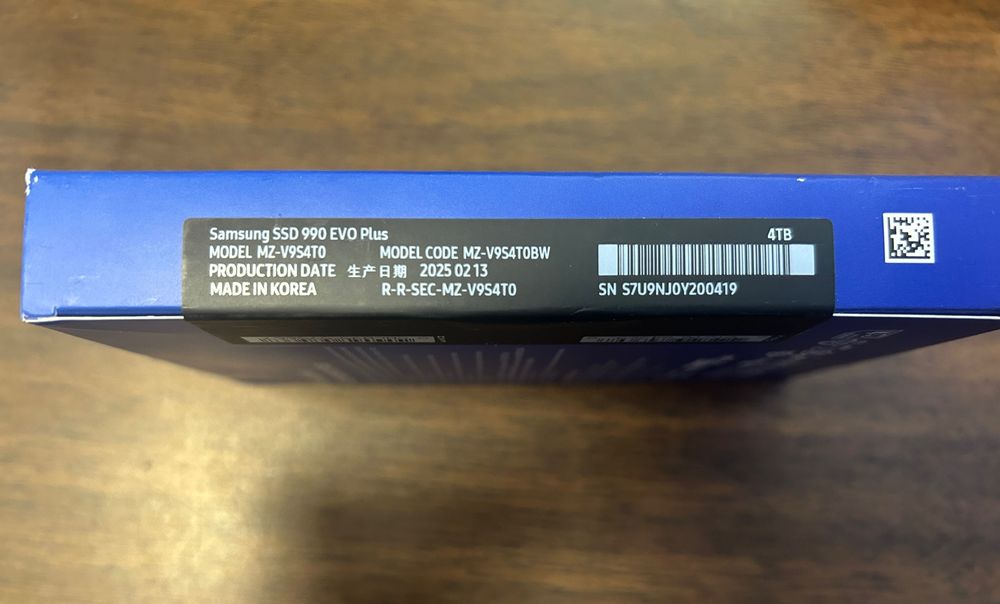 Samsung SSD 990 EVO Plus 4TB
MODEL MZ-V9S4T0 MODEL CODE MZ-V9S4T0BW
PRODUCTION DATE 生产日期 2025 02 13
MADE IN KOREA R-R-SEC-MZ-V9S4T0 SN S7U9NJ0Y200419